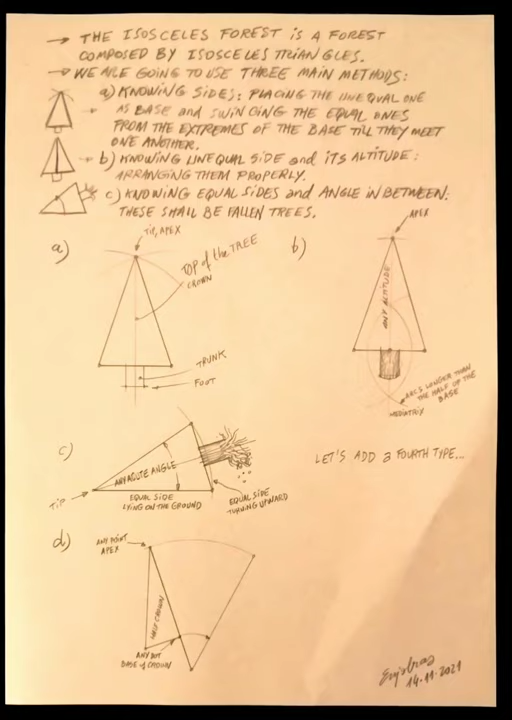 → THE ISOSCELES FOREST IS A FOREST
COMPOSED BY ISOSCELES TRIANGLES.
→ WE ARE GOING TO USE THREE MAIN METHODS:
a) KNOWING SIDES: PLACING THE UNEQUAL ONE
AS BASE and SWINGING THE EQUAL ONES
FROM THE EXTREMES OF THE BASE TILL THEY MEET
ONE ANOTHER.
b) KNOWING UNEQUAL SIDE and ITS ALTITUDE:
ARRANGING THEM PROPERLY.
c) KNOWING EQUAL SIDES and ANGLE IN BETWEEN:
THESE SHALL BE FALLEN TREES.
a)
TIP, APEX
TOP of the TREE
CROWN
TRUNK
FOOT
b)
APEX
ANY ALTITUDE
ARCS LONGER THAN
THE HALF OF THE
BASE
MEDIATRIX
c)
ANY ACUTE ANGLE
TIP
EQUAL SIDE
LYING ON THE GROUND
EQUAL SIDE
TURNING UPWARD
LET'S ADD a FOURTH TYPE...
d)
ANY POINT
APEX
HALF CROWN
ANY BUT
BASE of CROWN
14.11.2021